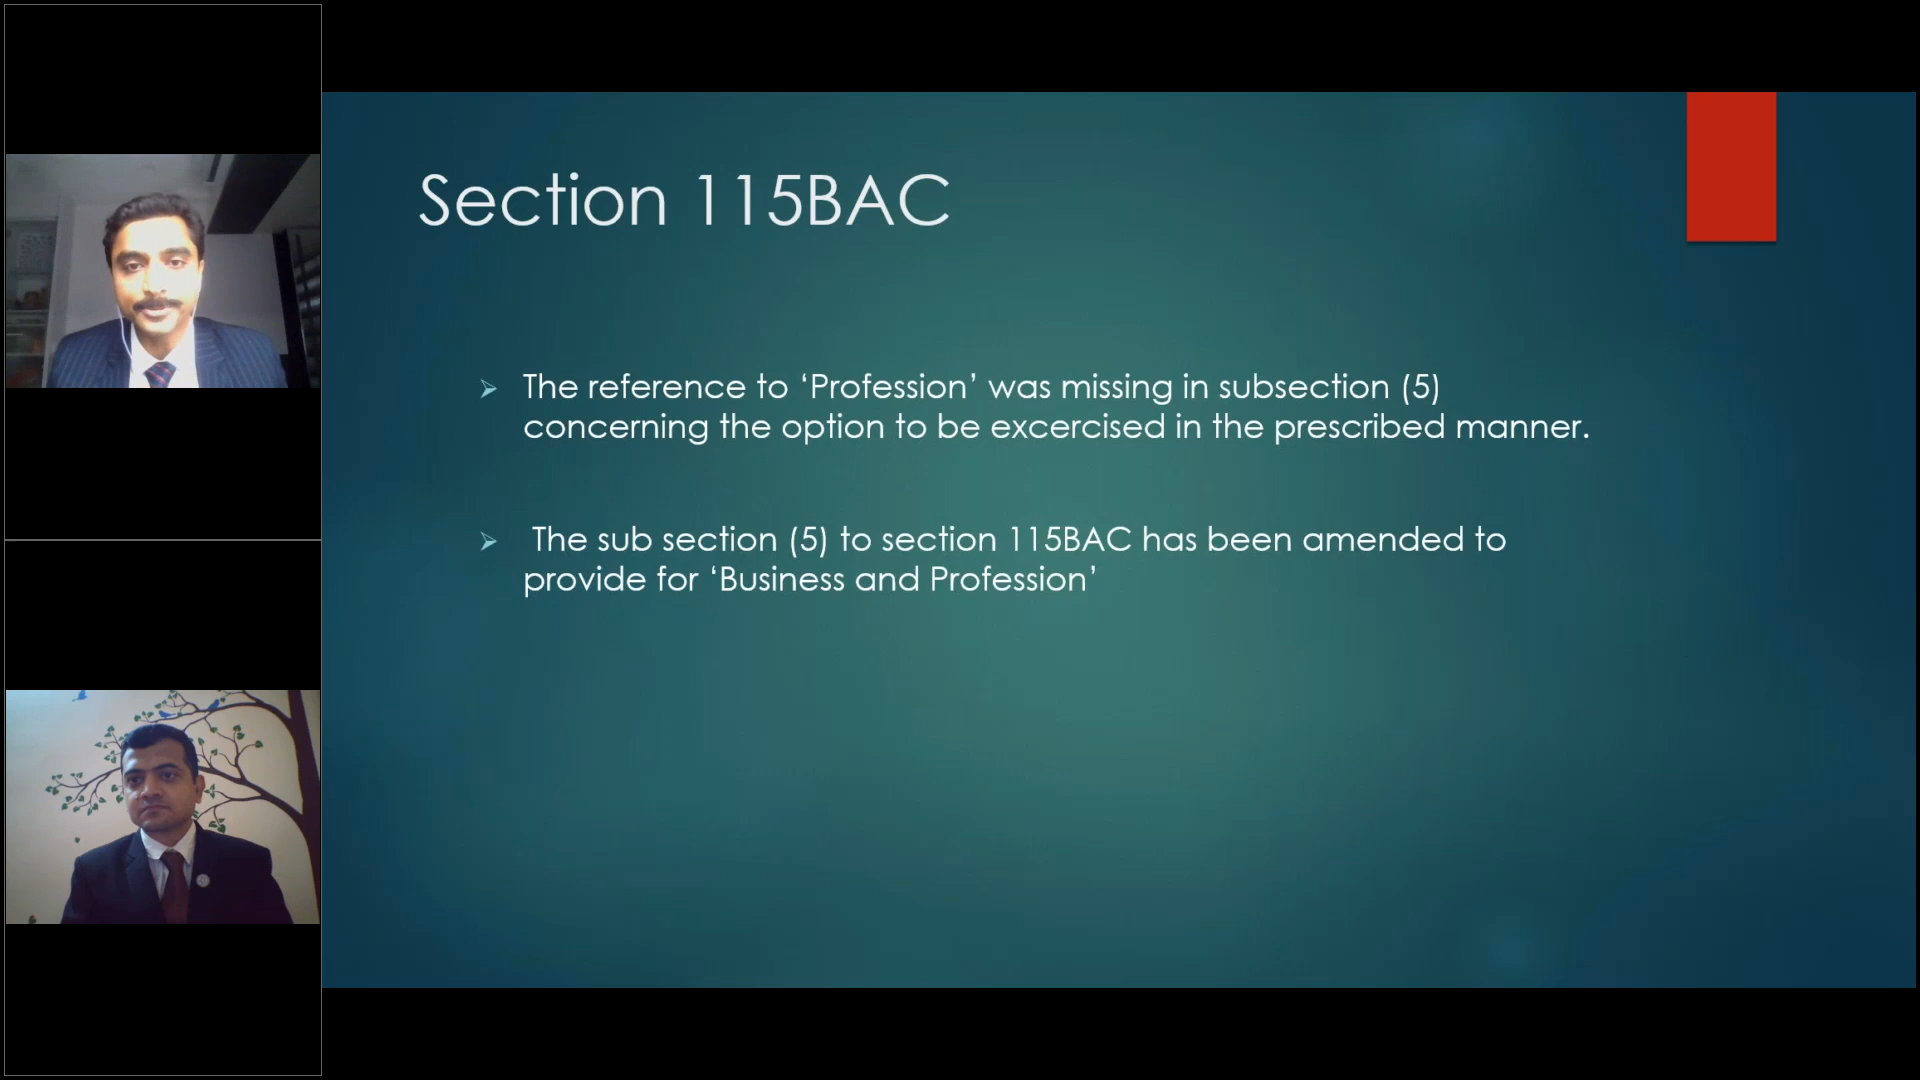 Section 115BAC
The reference to ‘Profession’ was missing in subsection (5)
concerning the option to be excercised in the prescribed manner.
The sub section (5) to section 115BAC has been amended to
provide for ‘Business and Profession’